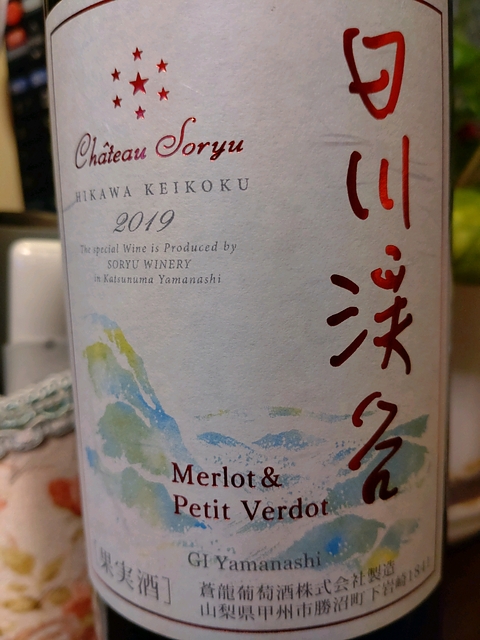 Château Soryu
HIKAWA KEIKOKU
2019
The special Wine is Produced by
SORYU WINERY
in Katsunuma Yamanashi
日川渓谷
Merlot &
Petit Verdot
GI Yamanashi
[果実酒]
蒼龍葡萄酒株式会社製造
山梨県甲州市勝沼町下岩崎1841